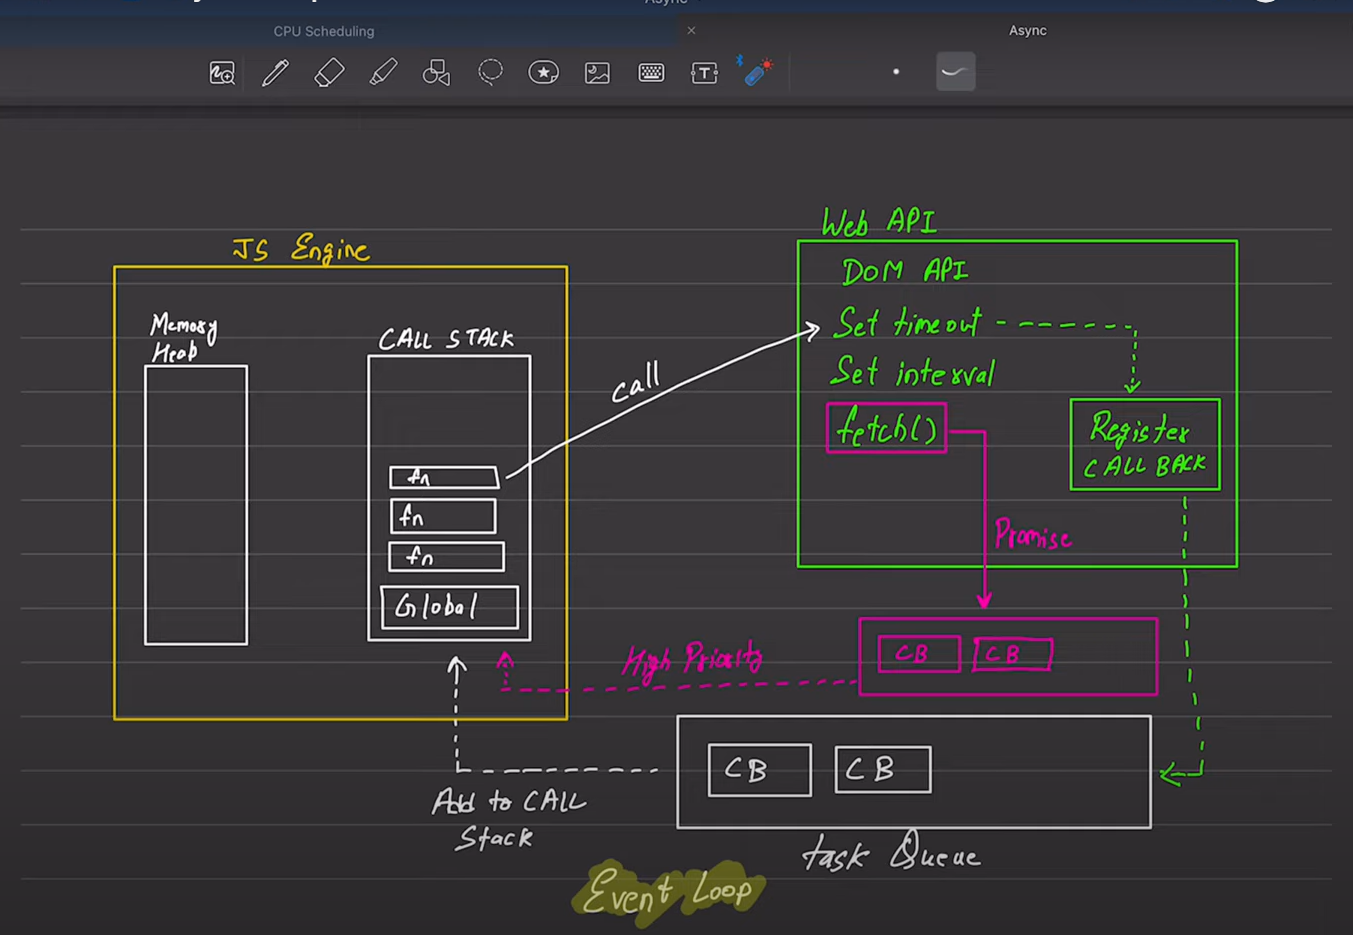 Async
CPU Scheduling
Async
T
JS Engine
Memory
Heap
CALL STACK
fn
fn
fn
Global
call
Web API
DOM API
Set timeout
Set interval
fetch()
Register
CALL BACK
Promise
High Priority
CB
CB
CB
CB
Add to CALL
Stack
task Queue
Event Loop